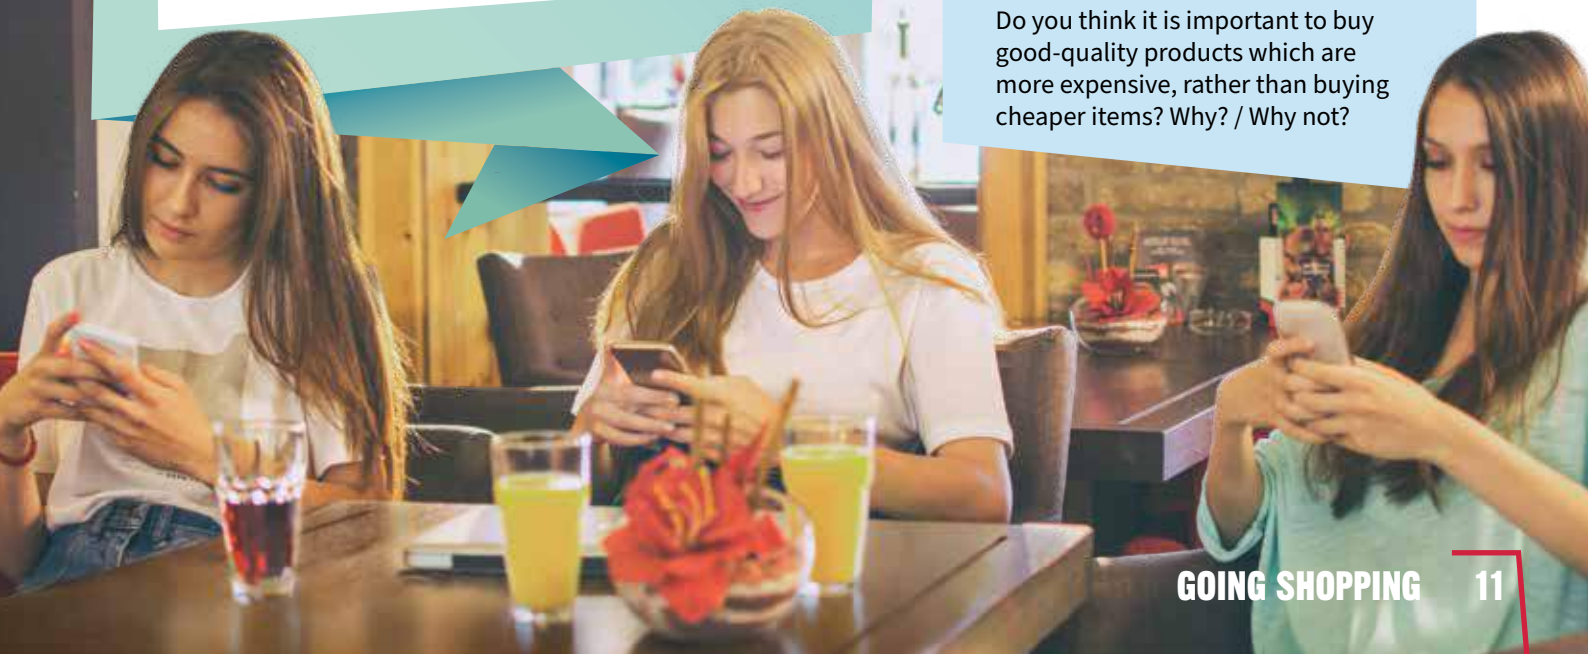 Do you think it is important to buy
good-quality products which are
more expensive, rather than buying
cheaper items? Why? / Why not?
GOING SHOPPING 11